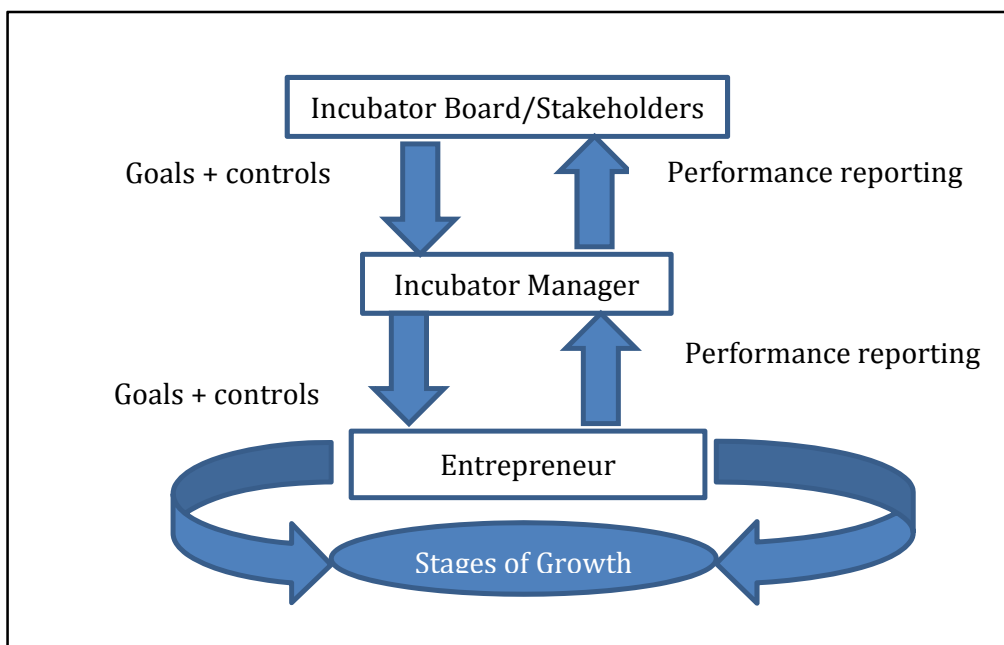 Incubator Board/Stakeholders
Goals + controls
Performance reporting
Incubator Manager
Performance reporting
Goals + controls
Entrepreneur
Stages of Growth